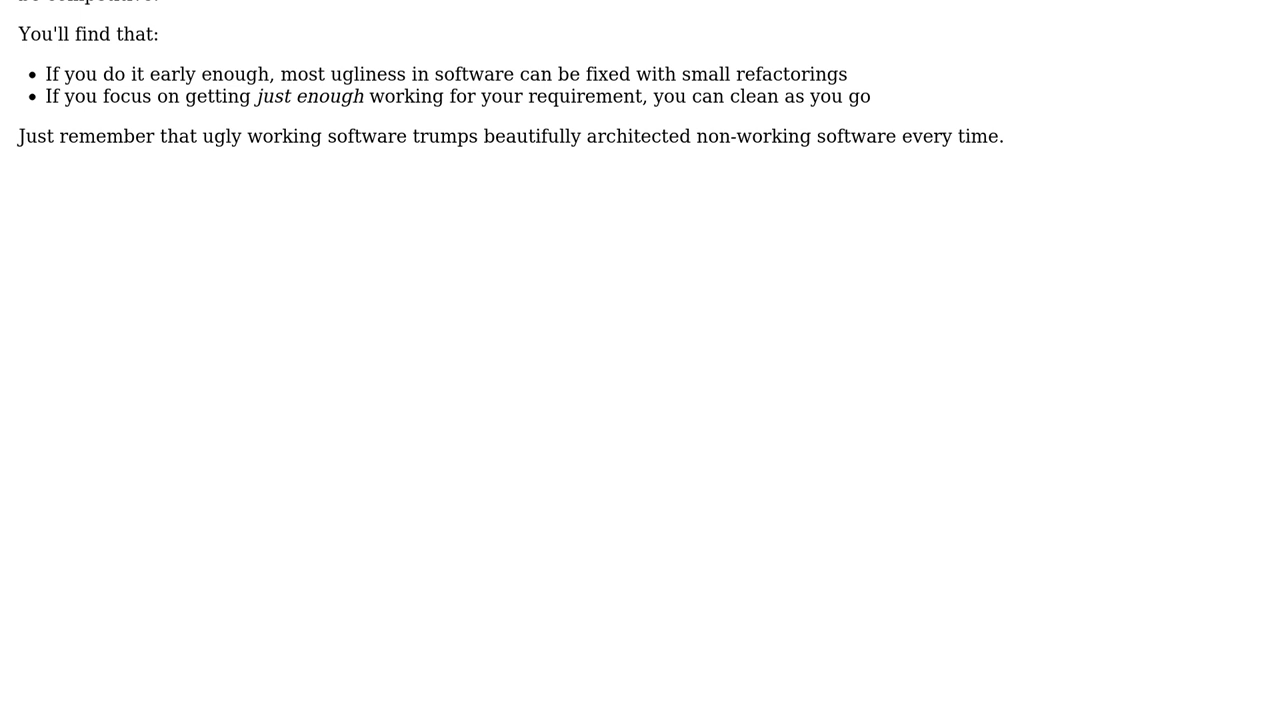 You'll find that:
• If you do it early enough, most ugliness in software can be fixed with small refactorings
• If you focus on getting just enough working for your requirement, you can clean as you go
Just remember that ugly working software trumps beautifully architected non-working software every time.